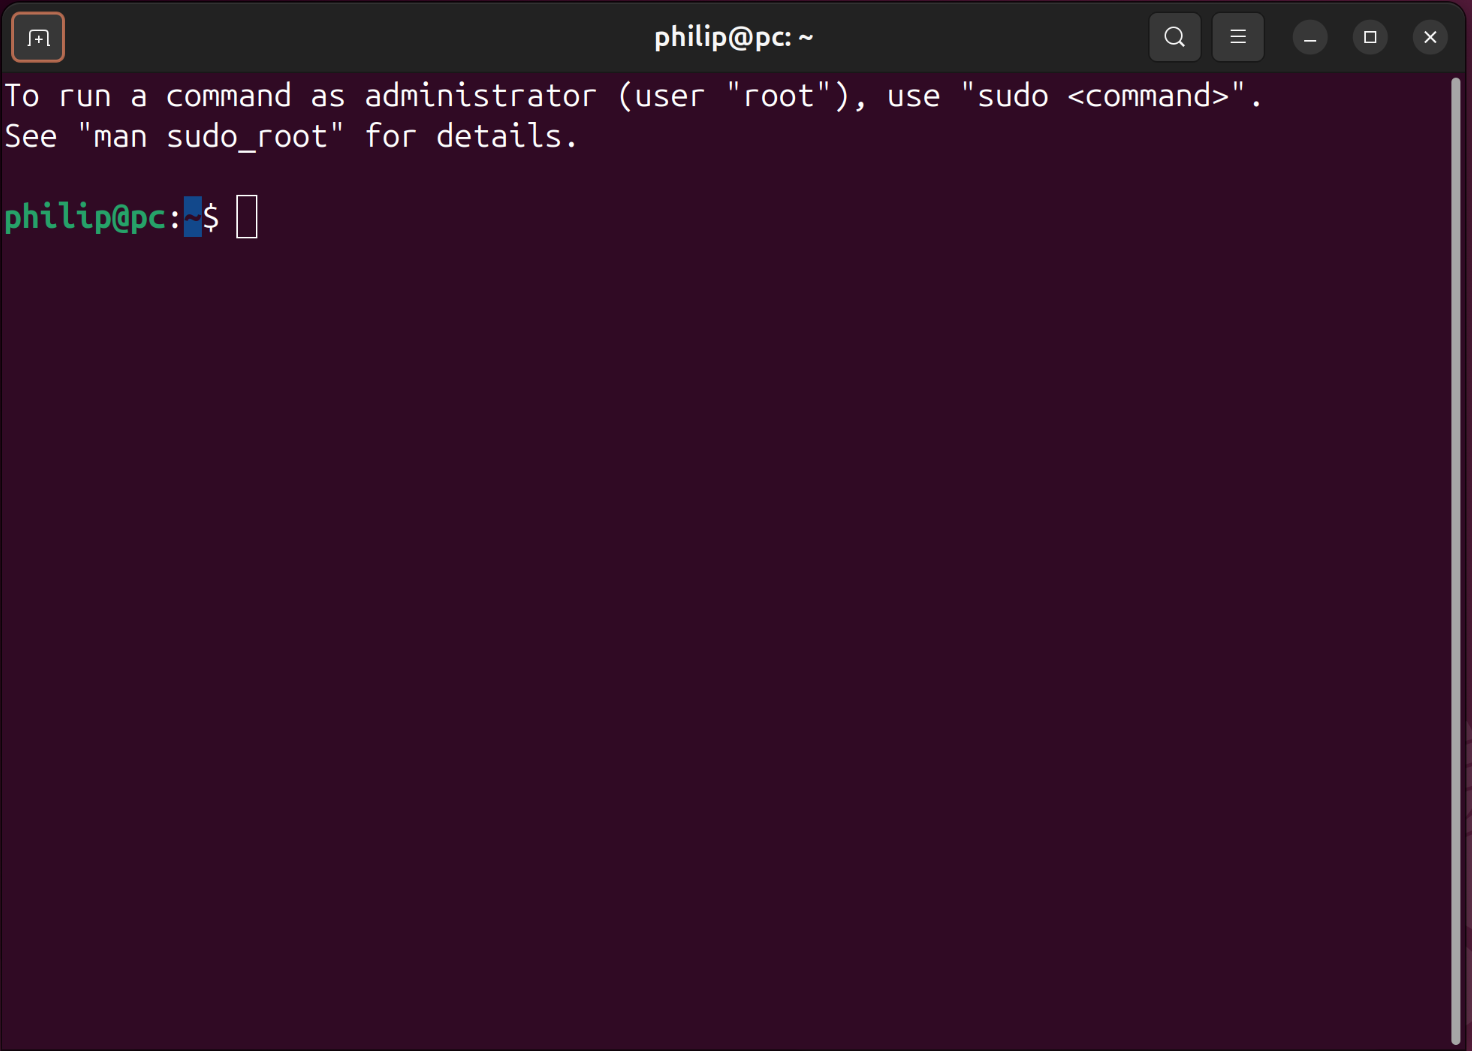 philip@pc: ~
To run a command as administrator (user "root"), use "sudo <command>".
See "man sudo_root" for details.
philip@pc:~$